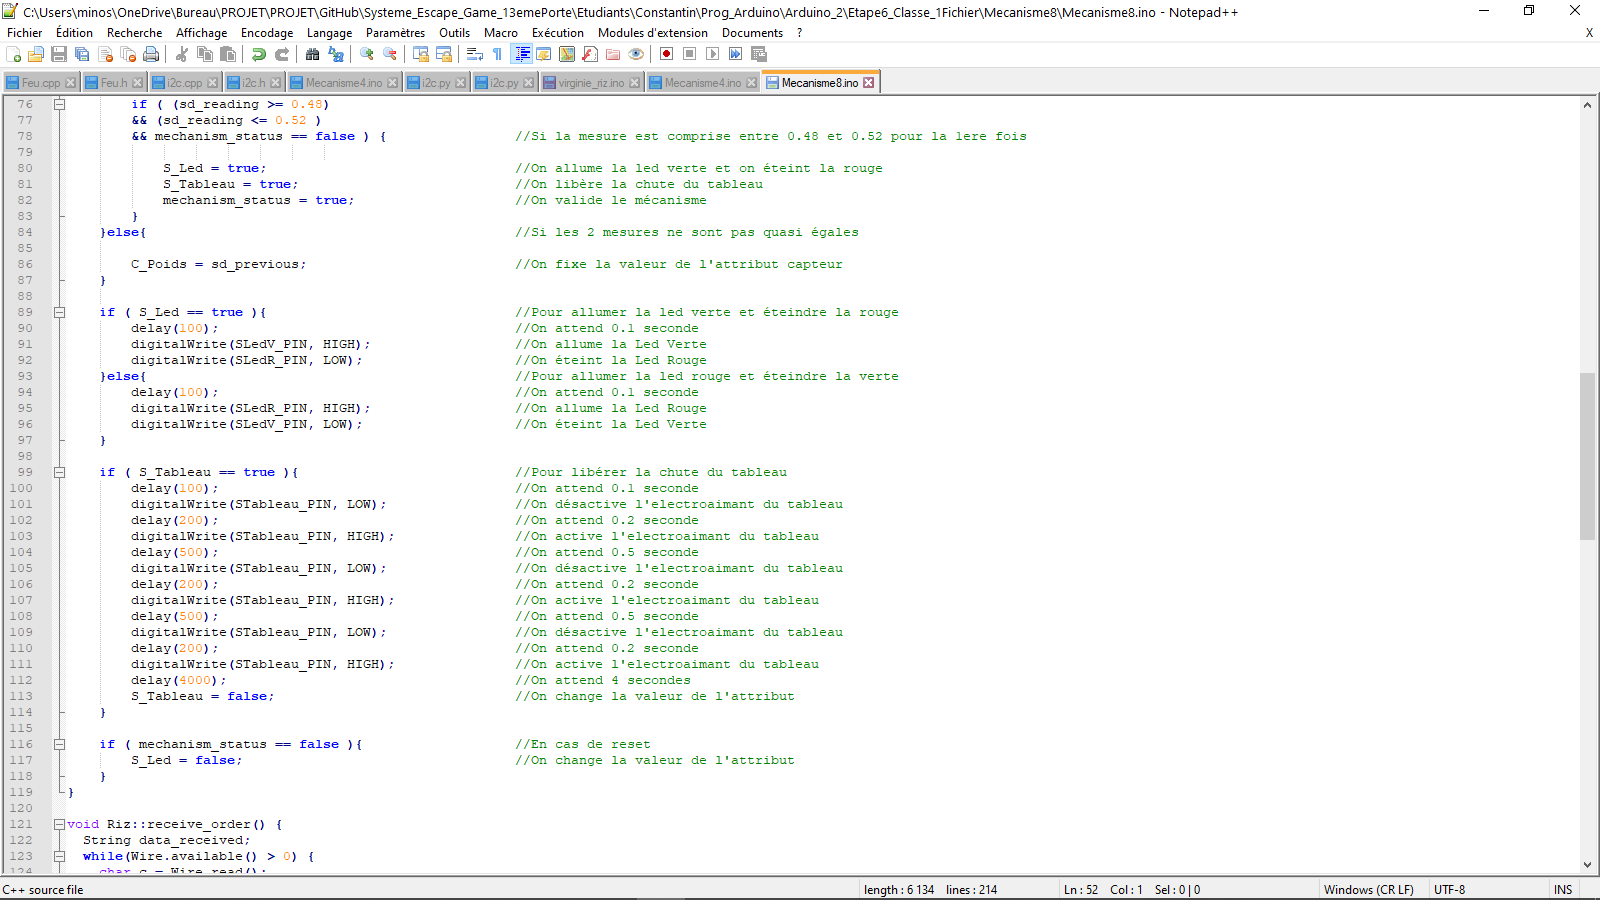 C:\Users\minos\OneDrive\Bureau\PROJET\PROJET\GitHub\Systeme_Escape_Game_13emePorte\Etudiants\Constantin\Prog_Arduino\Arduino_2\Etape6_Classe_1Fichier\Mecanisme8\Mecanisme8.ino - Notepad++
Fichier Édition Recherche Affichage Encodage Langage Paramètres Outils Macro Exécution Modules d'extension Documents ? X
Feu.cpp Feu.h i2c.cpp i2c.h Mecanisme4.ino i2c.py i2c.py virginie_riz.ino Mecanisme4.ino Mecanisme8.ino
76 if ( (sd_reading >= 0.48)
77 && (sd_reading <= 0.52 )
78 && mechanism_status == false ) { //Si la mesure est comprise entre 0.48 et 0.52 pour la 1ere fois
79
80 S_Led = true; //On allume la led verte et on éteint la rouge
81 S_Tableau = true; //On libère la chute du tableau
82 mechanism_status = true; //On valide le mécanisme
83 }
84 }else{ //Si les 2 mesures ne sont pas quasi égales
85
86 C_Poids = sd_previous; //On fixe la valeur de l'attribut capteur
87 }
88
89 if ( S_Led == true ){ //Pour allumer la led verte et éteindre la rouge
90 delay(100); //On attend 0.1 seconde
91 digitalWrite(SLedV_PIN, HIGH); //On allume la Led Verte
92 digitalWrite(SLedR_PIN, LOW); //On éteint la Led Rouge
93 }else{ //Pour allumer la led rouge et éteindre la verte
94 delay(100); //On attend 0.1 seconde
95 digitalWrite(SLedR_PIN, HIGH); //On allume la Led Rouge
96 digitalWrite(SLedV_PIN, LOW); //On éteint la Led Verte
97 }
98
99 if ( S_Tableau == true ){ //Pour libérer la chute du tableau
100 delay(100); //On attend 0.1 seconde
101 digitalWrite(STableau_PIN, LOW); //On désactive l'electroaimant du tableau
102 delay(200); //On attend 0.2 seconde
103 digitalWrite(STableau_PIN, HIGH); //On active l'electroaimant du tableau
104 delay(500); //On attend 0.5 seconde
105 digitalWrite(STableau_PIN, LOW); //On désactive l'electroaimant du tableau
106 delay(200); //On attend 0.2 seconde
107 digitalWrite(STableau_PIN, HIGH); //On active l'electroaimant du tableau
108 delay(500); //On attend 0.5 seconde
109 digitalWrite(STableau_PIN, LOW); //On désactive l'electroaimant du tableau
110 delay(200); //On attend 0.2 seconde
111 digitalWrite(STableau_PIN, HIGH); //On active l'electroaimant du tableau
112 delay(4000); //On attend 4 secondes
113 S_Tableau = false; //On change la valeur de l'attribut
114 }
115
116 if ( mechanism_status == false ){ //En cas de reset
117 S_Led = false; //On change la valeur de l'attribut
118 }
119 }
120
121 void Riz::receive_order() {
122 String data_received;
123 while(Wire.available() > 0) {
124 char c = Wire.read();
C++ source file length : 6 134 lines : 214 Ln : 52 Col : 1 Sel : 0 | 0 Windows (CR LF) UTF-8 INS